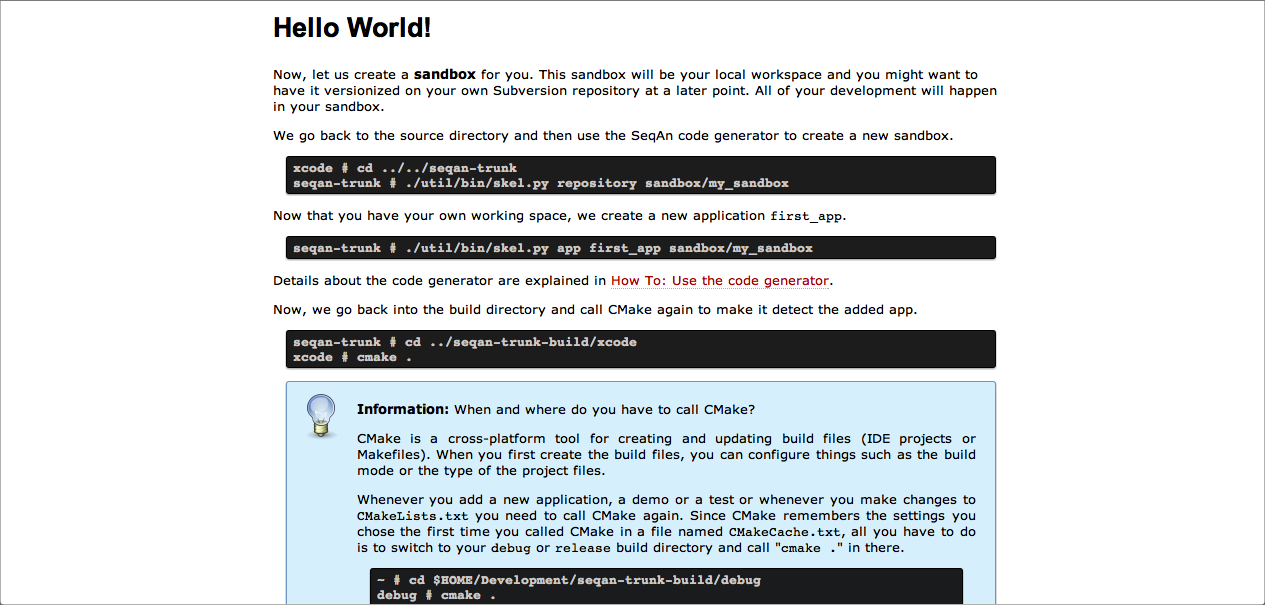 Hello World!
Now, let us create a sandbox for you. This sandbox will be your local workspace and you might want to
have it versionized on your own Subversion repository at a later point. All of your development will happen
in your sandbox.
We go back to the source directory and then use the SeqAn code generator to create a new sandbox.
xcode # cd ../../seqan-trunk
seqan-trunk # ./util/bin/skel.py repository sandbox/my_sandbox
Now that you have your own working space, we create a new application first_app.
seqan-trunk # ./util/bin/skel.py app first_app sandbox/my_sandbox
Details about the code generator are explained in How To: Use the code generator.
Now, we go back into the build directory and call CMake again to make it detect the added app.
seqan-trunk # cd ../seqan-trunk-build/xcode
xcode # cmake .
Information: When and where do you have to call CMake?
CMake is a cross-platform tool for creating and updating build files (IDE projects or
Makefiles). When you first create the build files, you can configure things such as the build
mode or the type of the project files.
Whenever you add a new application, a demo or a test or whenever you make changes to
CMakeLists.txt you need to call CMake again. Since CMake remembers the settings you
chose the first time you called CMake in a file named CMakeCache.txt, all you have to do
is to switch to your debug or release build directory and call "cmake ." in there.
~ # cd $HOME/Development/seqan-trunk-build/debug
debug # cmake .